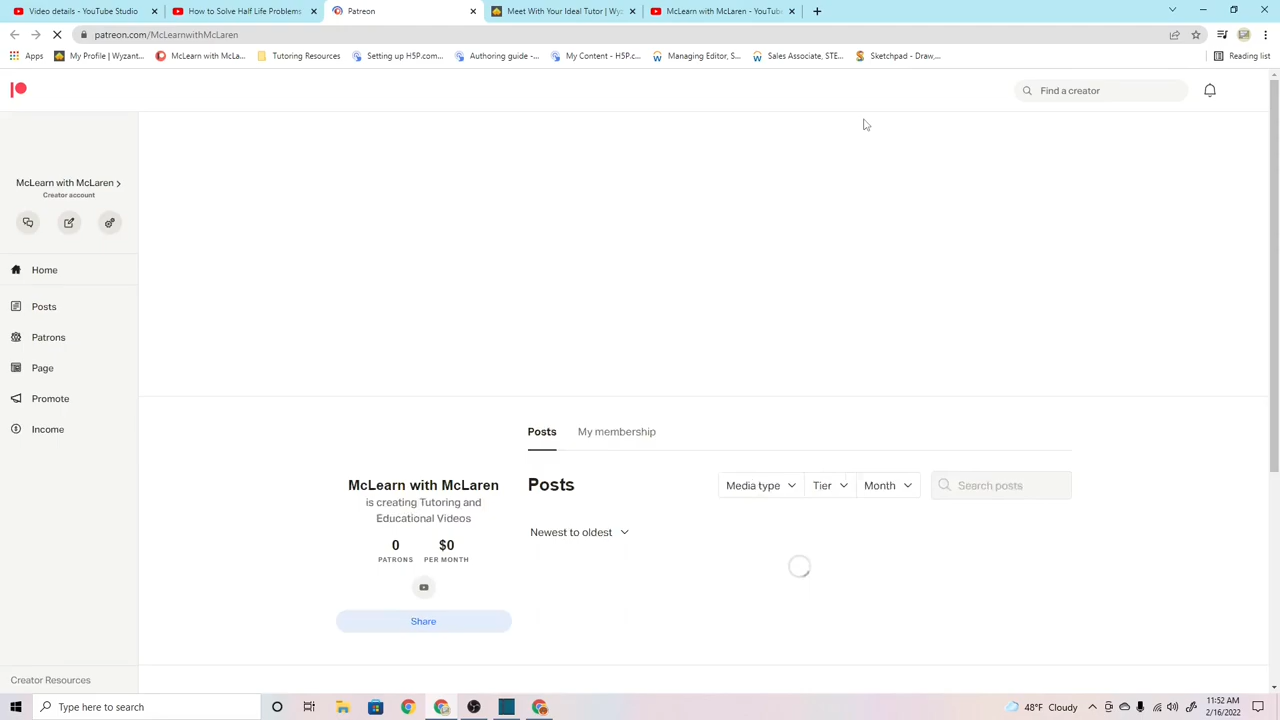 Video details - YouTube Studio
How to Solve Half Life Problems
Patreon
Meet With Your Ideal Tutor | Wyz
McLearn with McLaren - YouTub
patreon.com/McLearnwithMcLaren
Apps
My Profile | Wyzant...
McLearn with McLa...
Tutoring Resources
Setting up H5P.com...
Authoring guide -...
My Content - H5P.c...
Managing Editor, S...
Sales Associate, STE...
Sketchpad - Draw,...
Reading list
Find a creator
McLearn with McLaren
Creator account
Home
Posts
Patrons
Page
Promote
Income
Creator Resources
Posts My membership
McLearn with McLaren
is creating Tutoring and
Educational Videos
0 $0
PATRONS PER MONTH
Share
Posts
Media type Tier Month
Search posts
Newest to oldest
Type here to search
48°F Cloudy
11:52 AM
2/16/2022